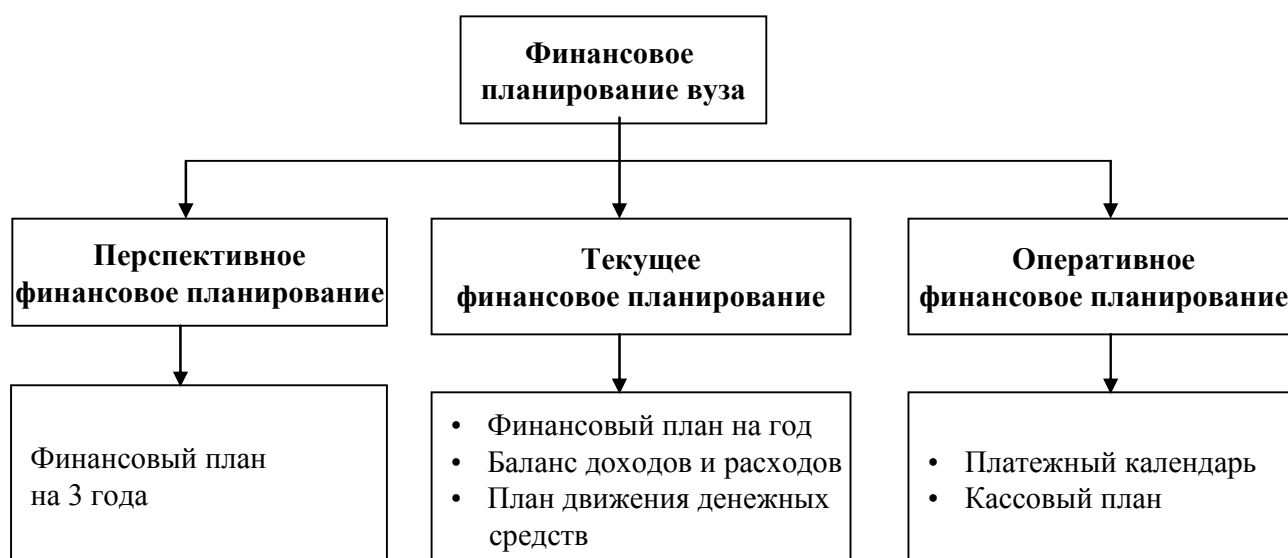 Финансовое
планирование вуза
Перспективное
финансовое планирование
Текущее
финансовое планирование
Оперативное
финансовое планирование
Финансовый план
на 3 года
• Финансовый план на год
• Баланс доходов и расходов
• План движения денежных
средств
• Платежный календарь
• Кассовый план